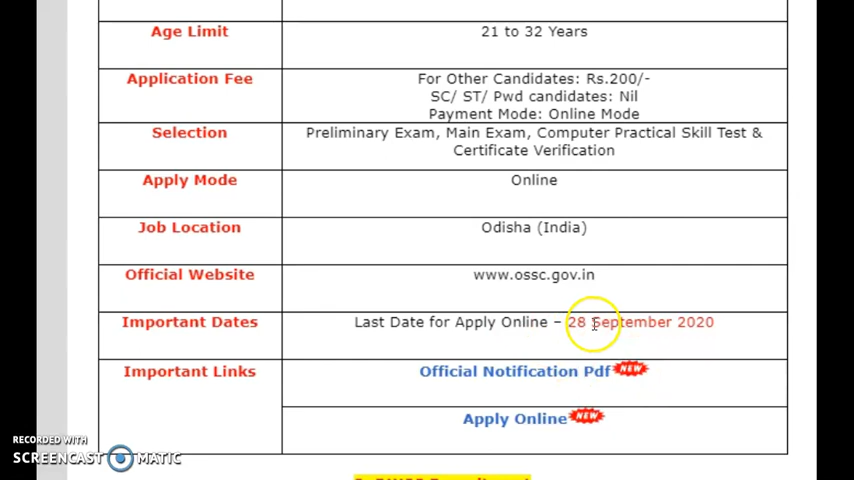 Age Limit
21 to 32 Years
Application Fee
For Other Candidates: Rs.200/-
SC/ ST/ Pwd candidates: Nil
Payment Mode: Online Mode
Selection
Preliminary Exam, Main Exam, Computer Practical Skill Test &
Certificate Verification
Apply Mode
Online
Job Location
Odisha (India)
Official Website
www.ossc.gov.in
Important Dates
Last Date for Apply Online – 28 September 2020
Important Links
Official Notification Pdf NEW
Apply Online NEW
RECORDED WITH
SCREENCAST MATIC